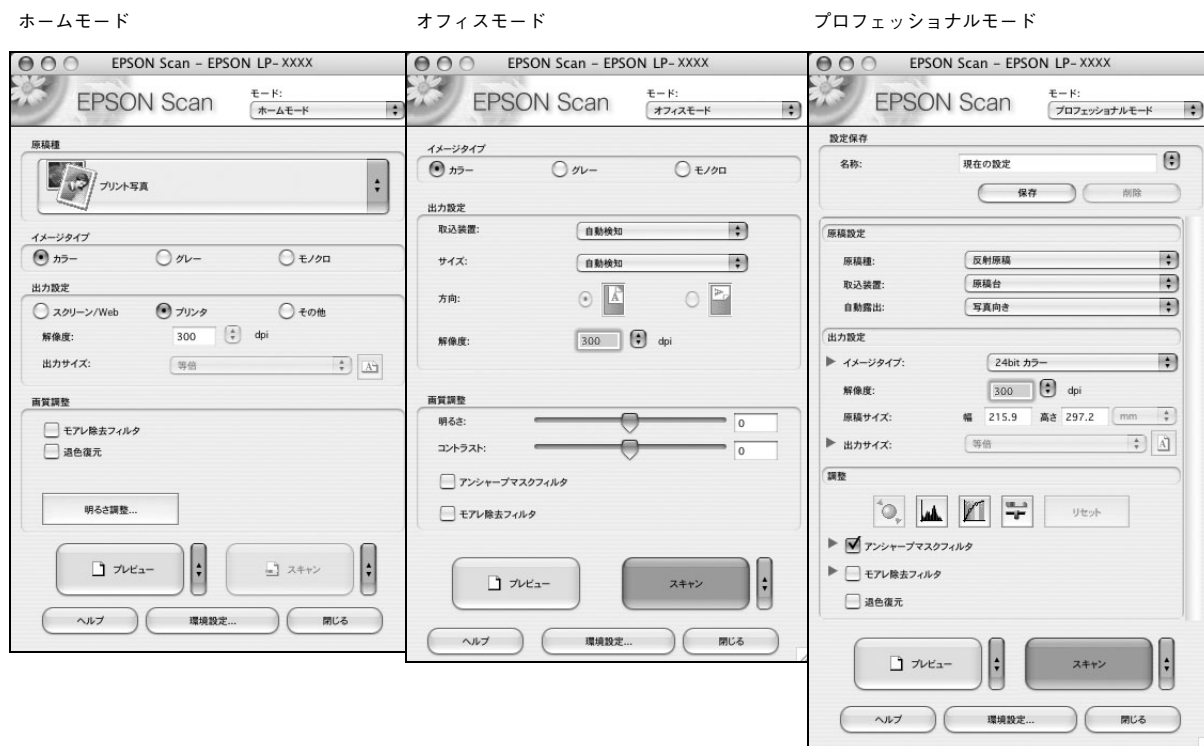 ホームモード
EPSON Scan – EPSON LP-XXXX
EPSON Scan
モード:
ホームモード
原稿種
プリント写真
イメージタイプ
カラー グレー モノクロ
出力設定
スクリーン/Web プリンタ その他
解像度: 300 dpi
出力サイズ: 等倍
画質調整
モアレ除去フィルタ
退色復元
明るさ調整...
プレビュー スキャン
ヘルプ 環境設定... 閉じる
オフィスモード
EPSON Scan – EPSON LP-XXXX
EPSON Scan
モード:
オフィスモード
イメージタイプ
カラー グレー モノクロ
出力設定
取込装置: 自動検知
サイズ: 自動検知
方向:
解像度: 300 dpi
画質調整
明るさ: 0
コントラスト: 0
アンシャープマスクフィルタ
モアレ除去フィルタ
プレビュー スキャン
ヘルプ 環境設定... 閉じる
プロフェッショナルモード
EPSON Scan – EPSON LP-XXXX
EPSON Scan
モード:
プロフェッショナルモード
設定保存
名称: 現在の設定
保存 削除
原稿設定
原稿種: 反射原稿
取込装置: 原稿台
自動露出: 写真向き
出力設定
イメージタイプ: 24bit カラー
解像度: 300 dpi
原稿サイズ: 幅 215.9 高さ 297.2 mm
出力サイズ: 等倍
調整
リセット
アンシャープマスクフィルタ
モアレ除去フィルタ
退色復元
プレビュー スキャン
ヘルプ 環境設定... 閉じる